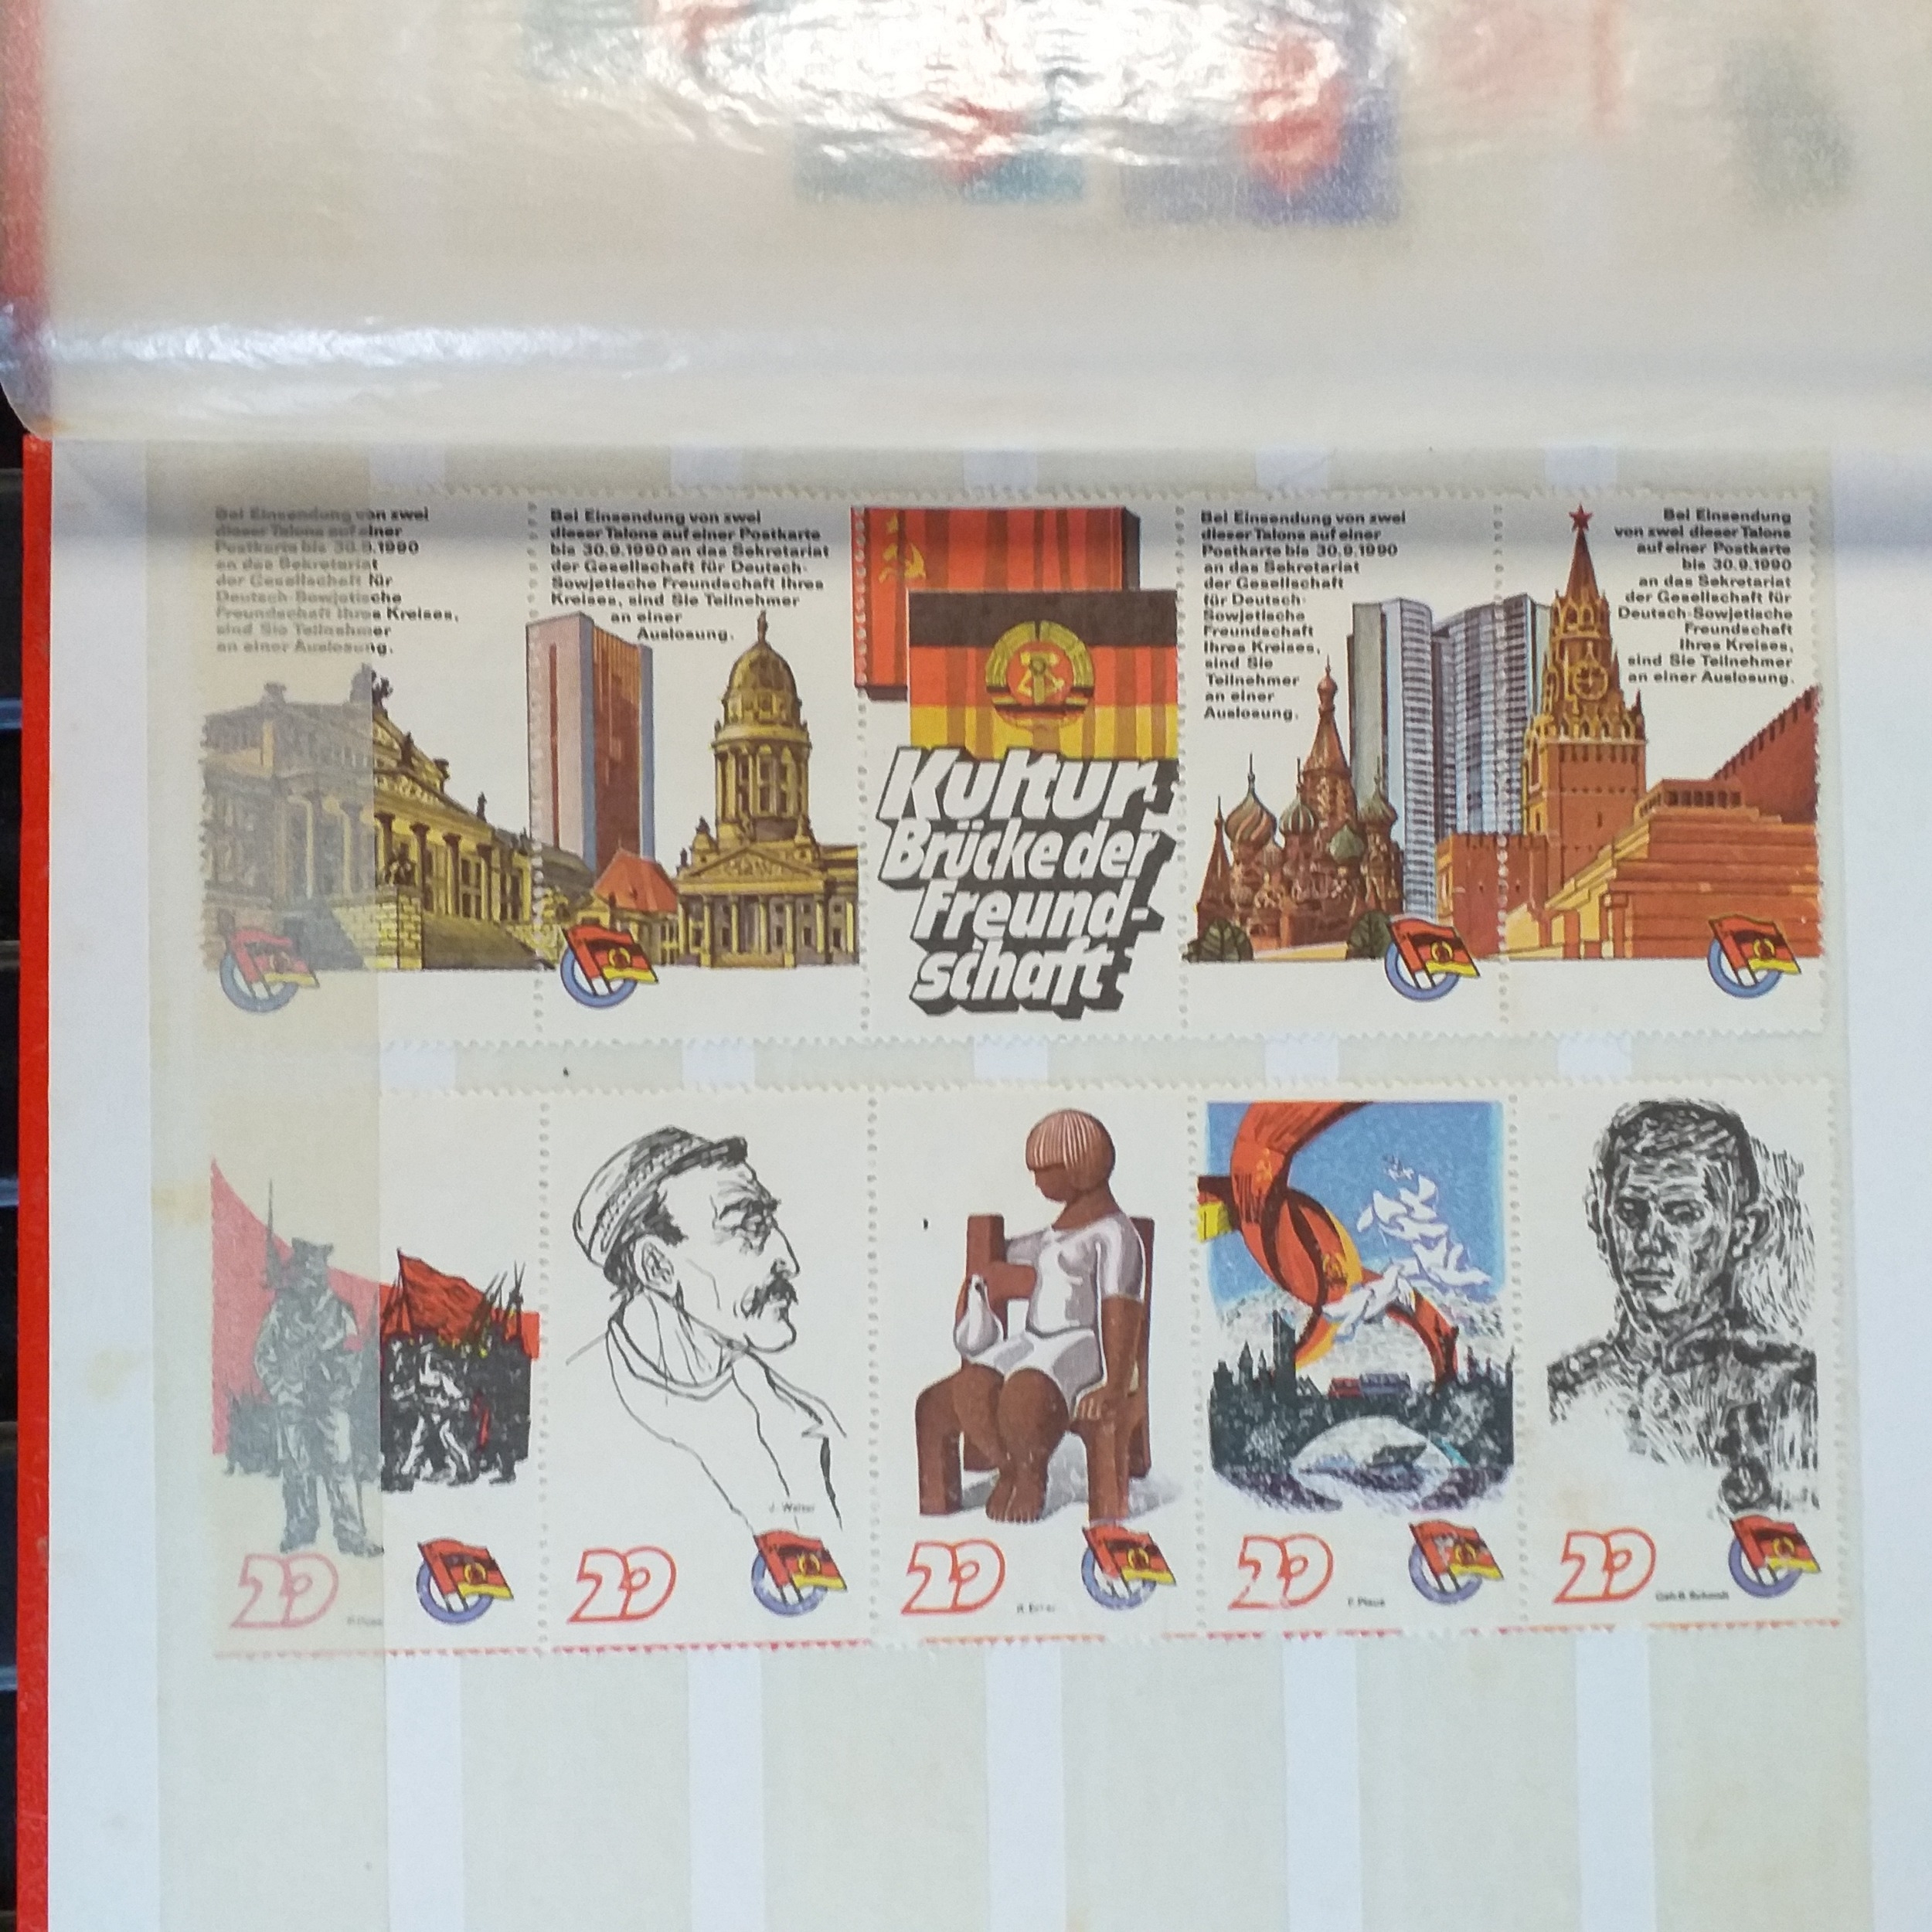 Bei Einsendung von zwei
dieser Talons auf einer
Postkarte bis 30.9.1990
an das Sekretariat
der Gesellschaft für
Deutsch-Sowjetische
Freundschaft Ihres Kreises,
sind Sie Teilnehmer
an einer Auslosung.
Bei Einsendung von zwei
dieser Talons auf einer Postkarte
bis 30.9.1990 an das Sekretariat
der Gesellschaft für Deutsch-
Sowjetische Freundschaft Ihres
Kreises, sind Sie Teilnehmer
an einer
Auslosung.
Kultur-
Brücke der
Freund-
schaft
Bei Einsendung von zwei
dieser Talons auf einer
Postkarte bis 30.9.1990
an das Sekretariat
der Gesellschaft
für Deutsch-
Sowjetische
Freundschaft
Ihres Kreises,
sind Sie
Teilnehmer
an einer
Auslosung.
Bei Einsendung
von zwei dieser Talons
auf einer Postkarte
bis 30.9.1990
an das Sekretariat
der Gesellschaft für
Deutsch-Sowjetische
Freundschaft
Ihres Kreises,
sind Sie Teilnehmer
an einer Auslosung.
20
J.
20
20
20
Schmidt
20